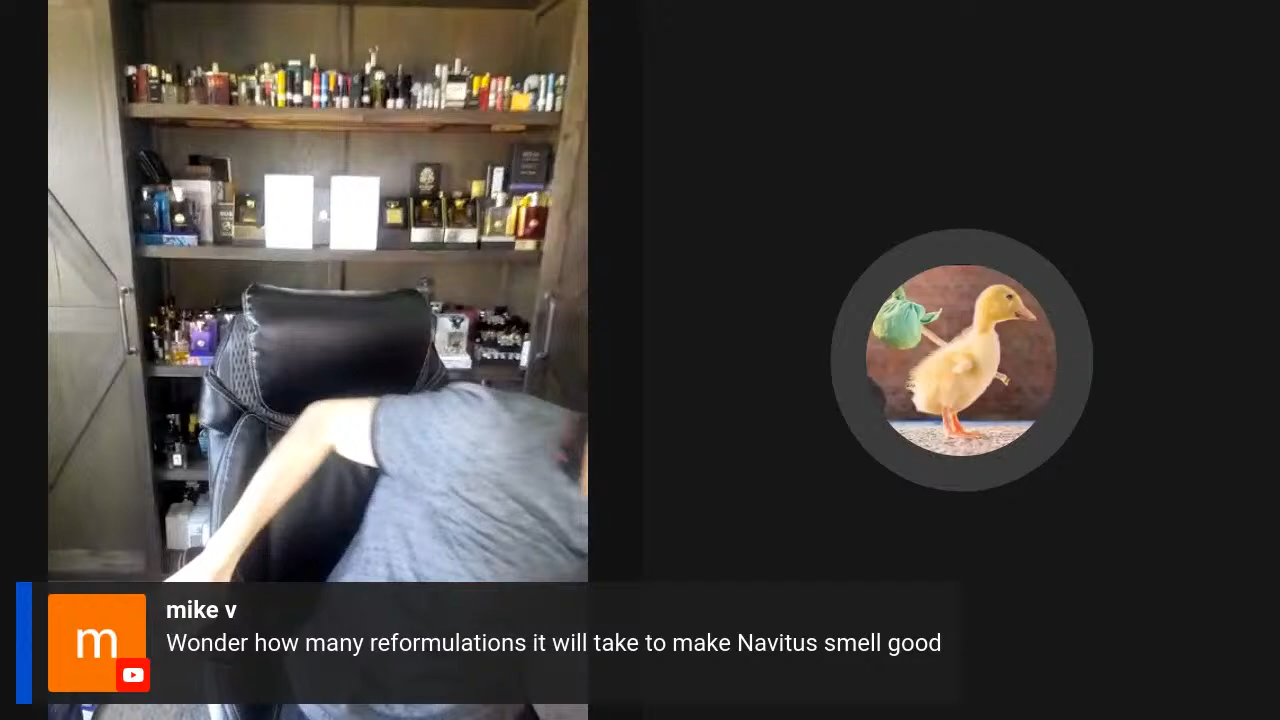 mike v
m
Wonder how many reformulations it will take to make Navitus smell good